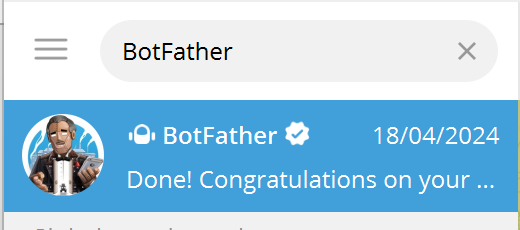 BotFather
BotFather 18/04/2024
Done! Congratulations on your ...